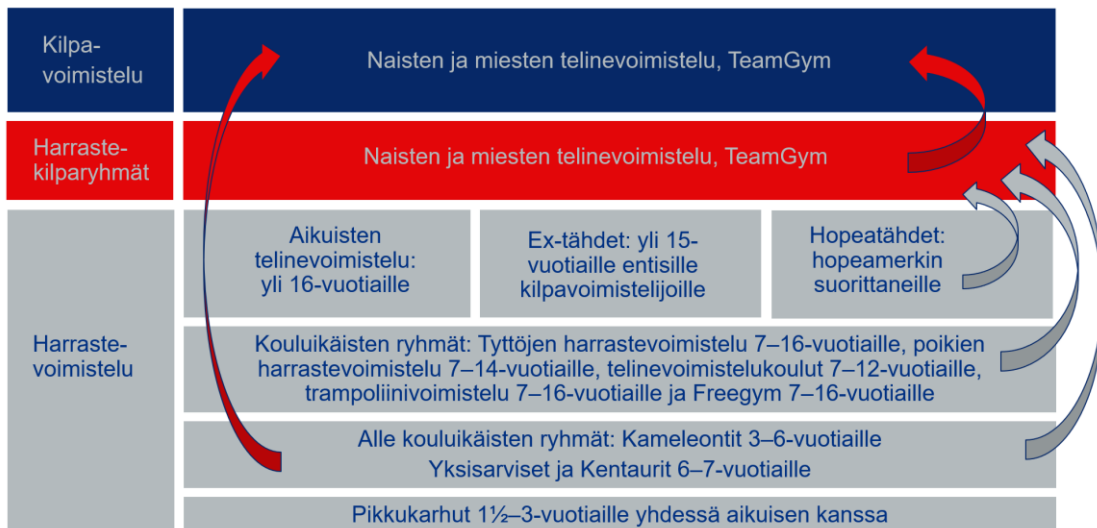 Kilpa-
voimistelu
Naisten ja miesten telinevoimistelu, TeamGym
Harraste-
kilparyhmät
Naisten ja miesten telinevoimistelu, TeamGym
Harraste-
voimistelu
Aikuisten
telinevoimistelu:
yli 16-vuotiaille
Ex-tähdet: yli 15-
vuotiaille entisille
kilpavoimistelijoille
Hopeatähdet:
hopeamerkin
suorittaneille
Kouluikäisten ryhmät: Tyttöjen harrastevoimistelu 7–16-vuotiaille, poikien
harrastevoimistelu 7–14-vuotiaille, telinevoimistelukoulut 7–12-vuotiaille,
trampoliinivoimistelu 7–16-vuotiaille ja Freegym 7–16-vuotiaille
Alle kouluikäisten ryhmät: Kameleontit 3–6-vuotiaille
Yksisarviset ja Kentaurit 6–7-vuotiaille
Pikkukarhut 1½–3-vuotiaille yhdessä aikuisen kanssa